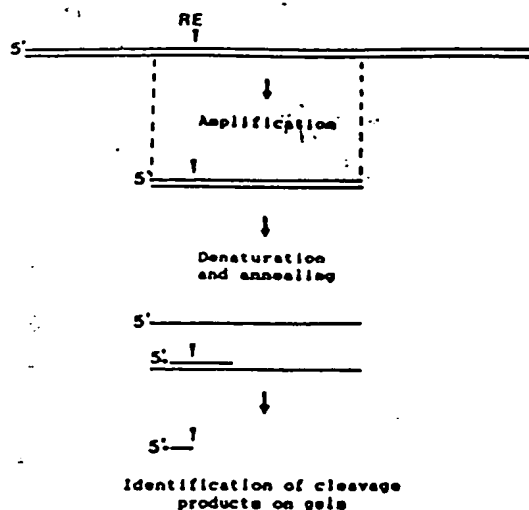 RE
5'
Amplification
5'
Denaturation
and annealing
5'
5'
5'
Identification of cleavage
products on gels